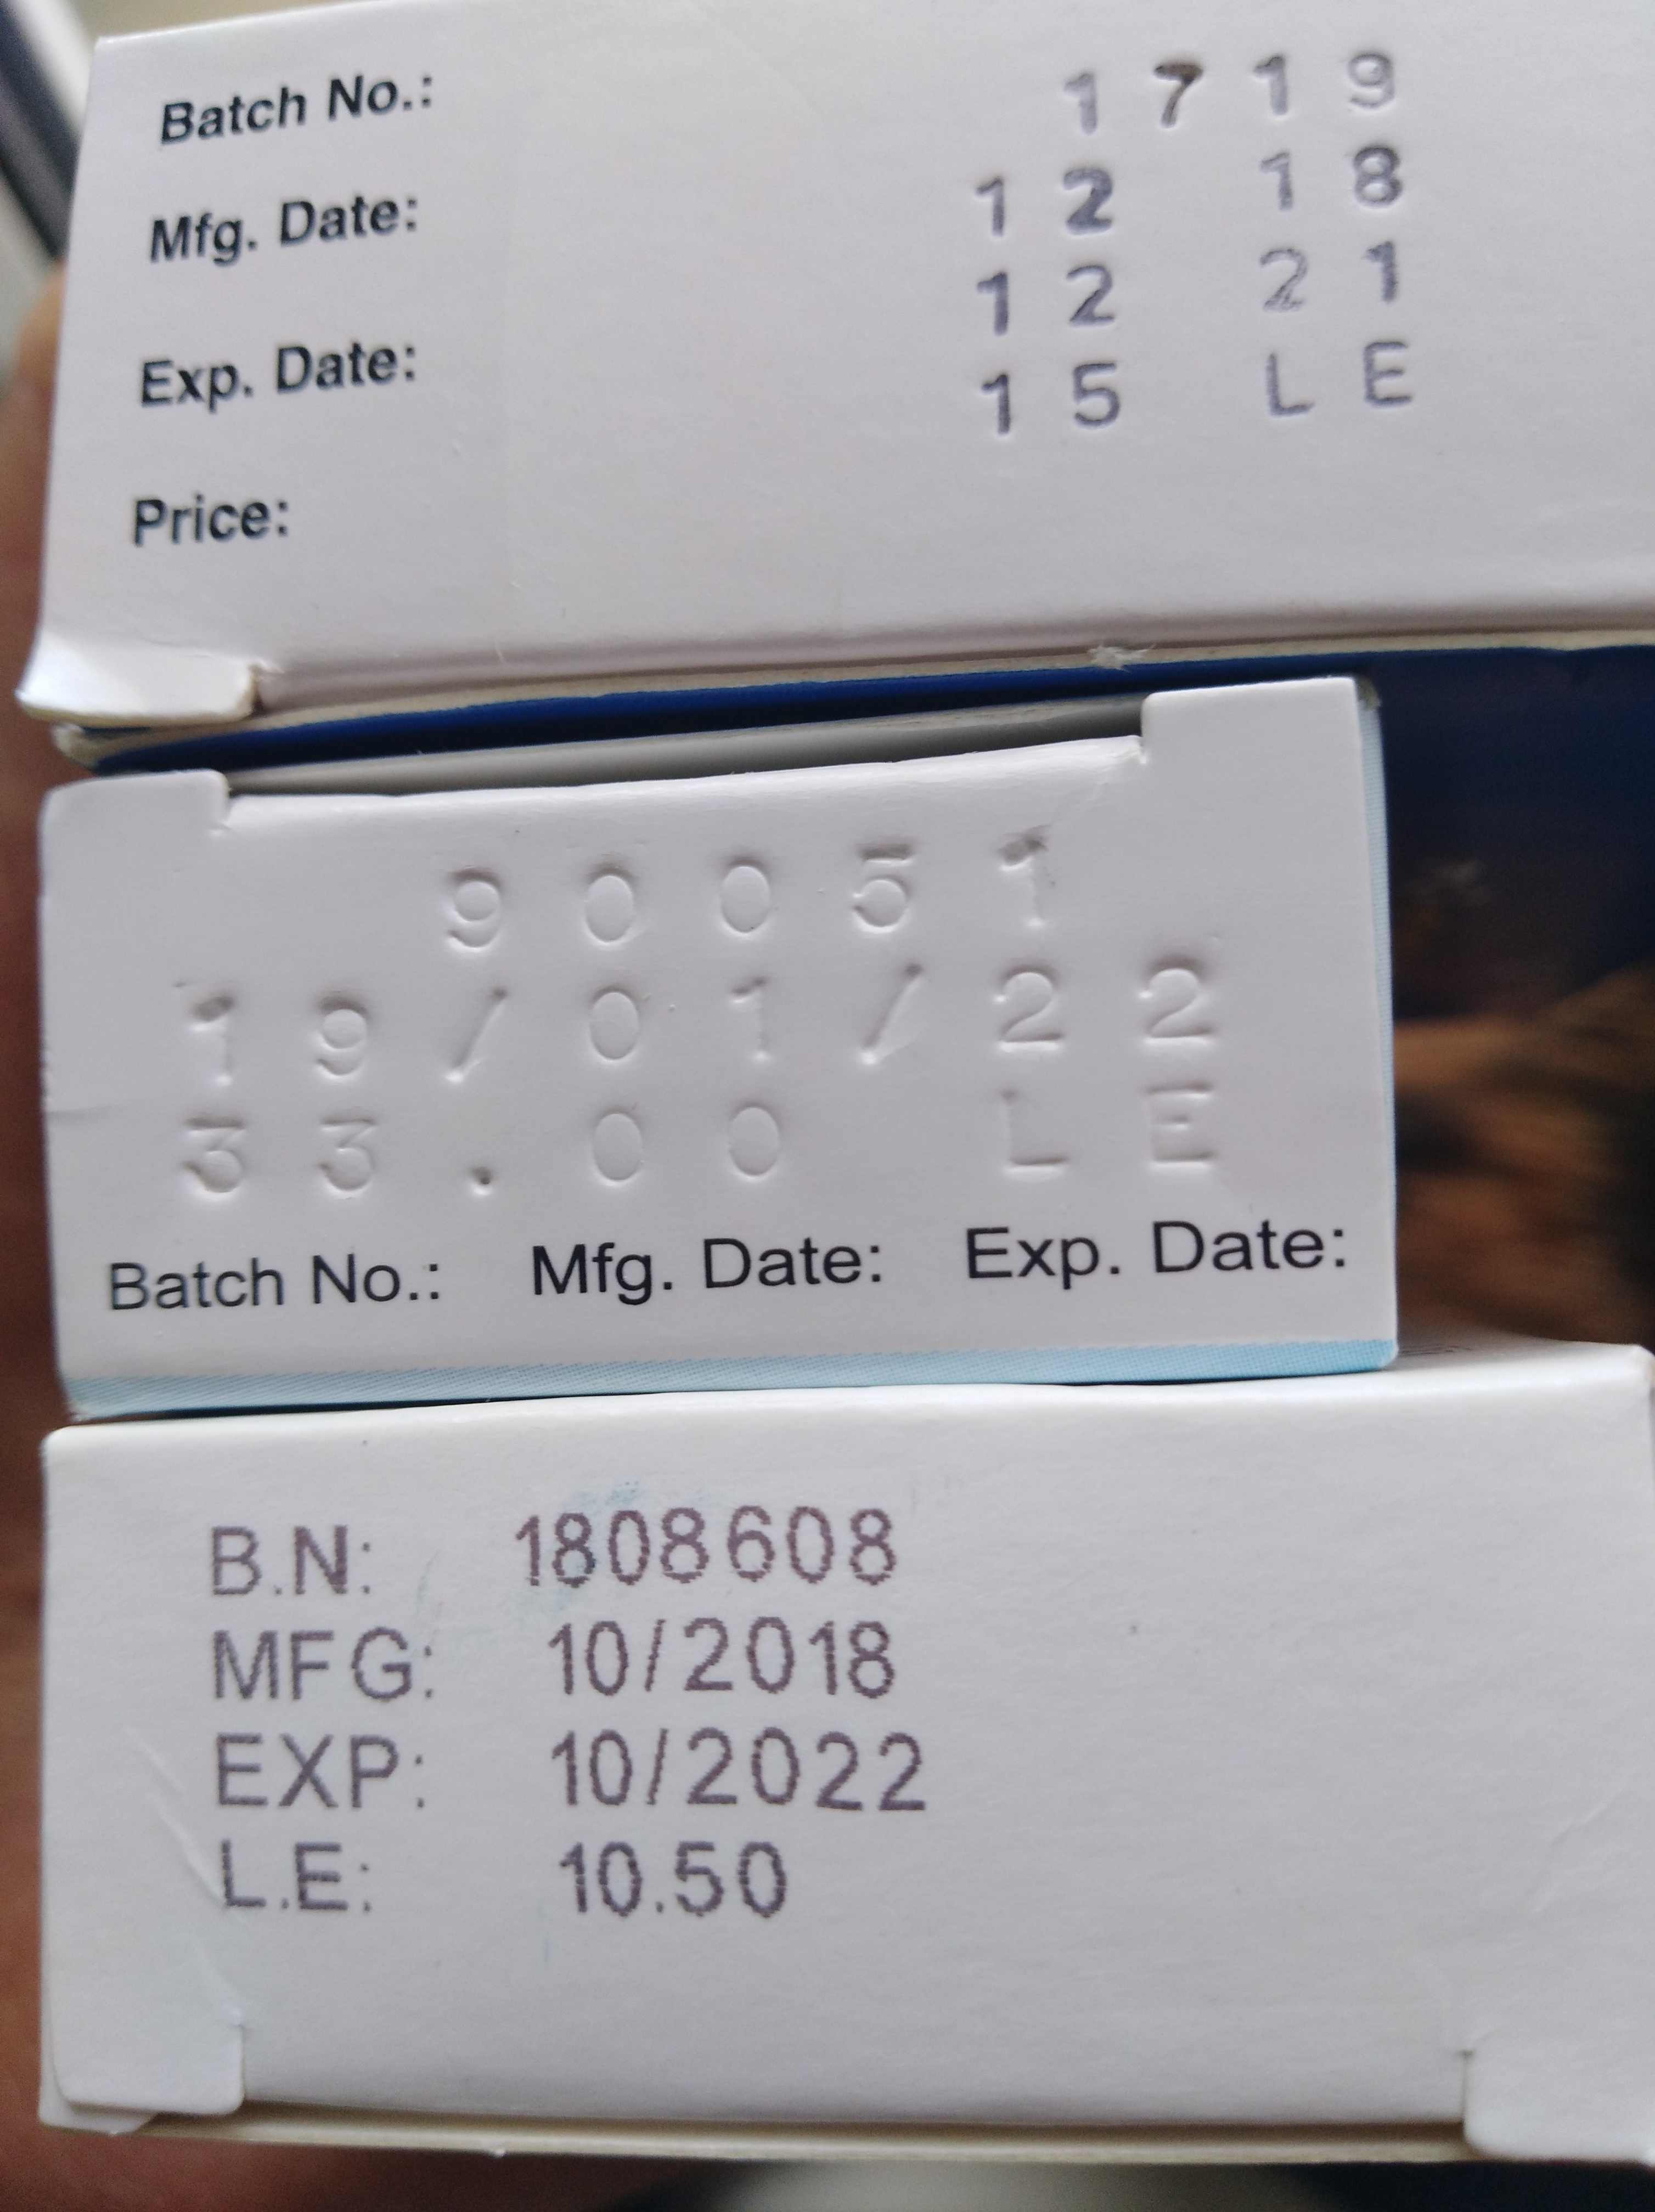 Batch No.: 1719
Mfg. Date: 12 18
Exp. Date: 12 21
Price: 15 LE
90051
19/01/22
33.00 LE
Batch No.: Mfg. Date: Exp. Date:
B.N: 1808608
MFG: 10/2018
EXP: 10/2022
L.E: 10.50